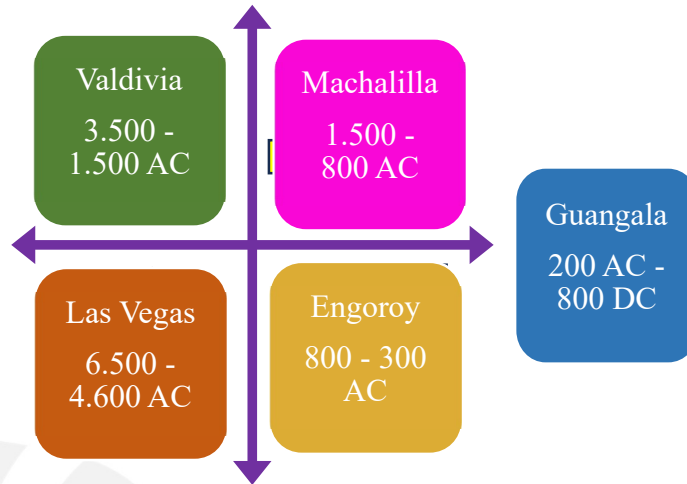 Valdivia
3.500 -
1.500 AC
Machalilla
1.500 -
800 AC
Guangala
200 AC -
800 DC
Las Vegas
6.500 -
4.600 AC
Engoroy
800 - 300
AC